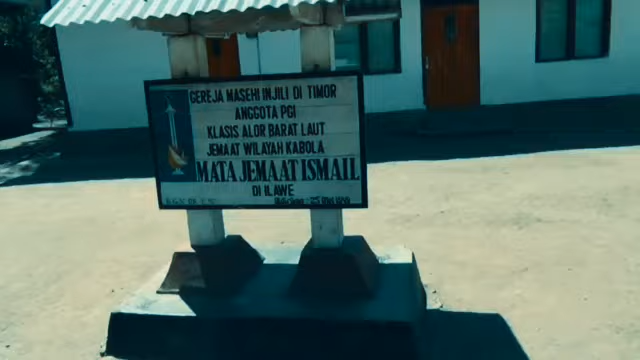 GEREJA MASEHI INJILI DI TIMOR
ANGGOTA PGI
KLASIS ALOR BARAT LAUT
JEMAAT WILAYAH KABOLA
MATA JEMAAT ISMAIL
DI ILAWE